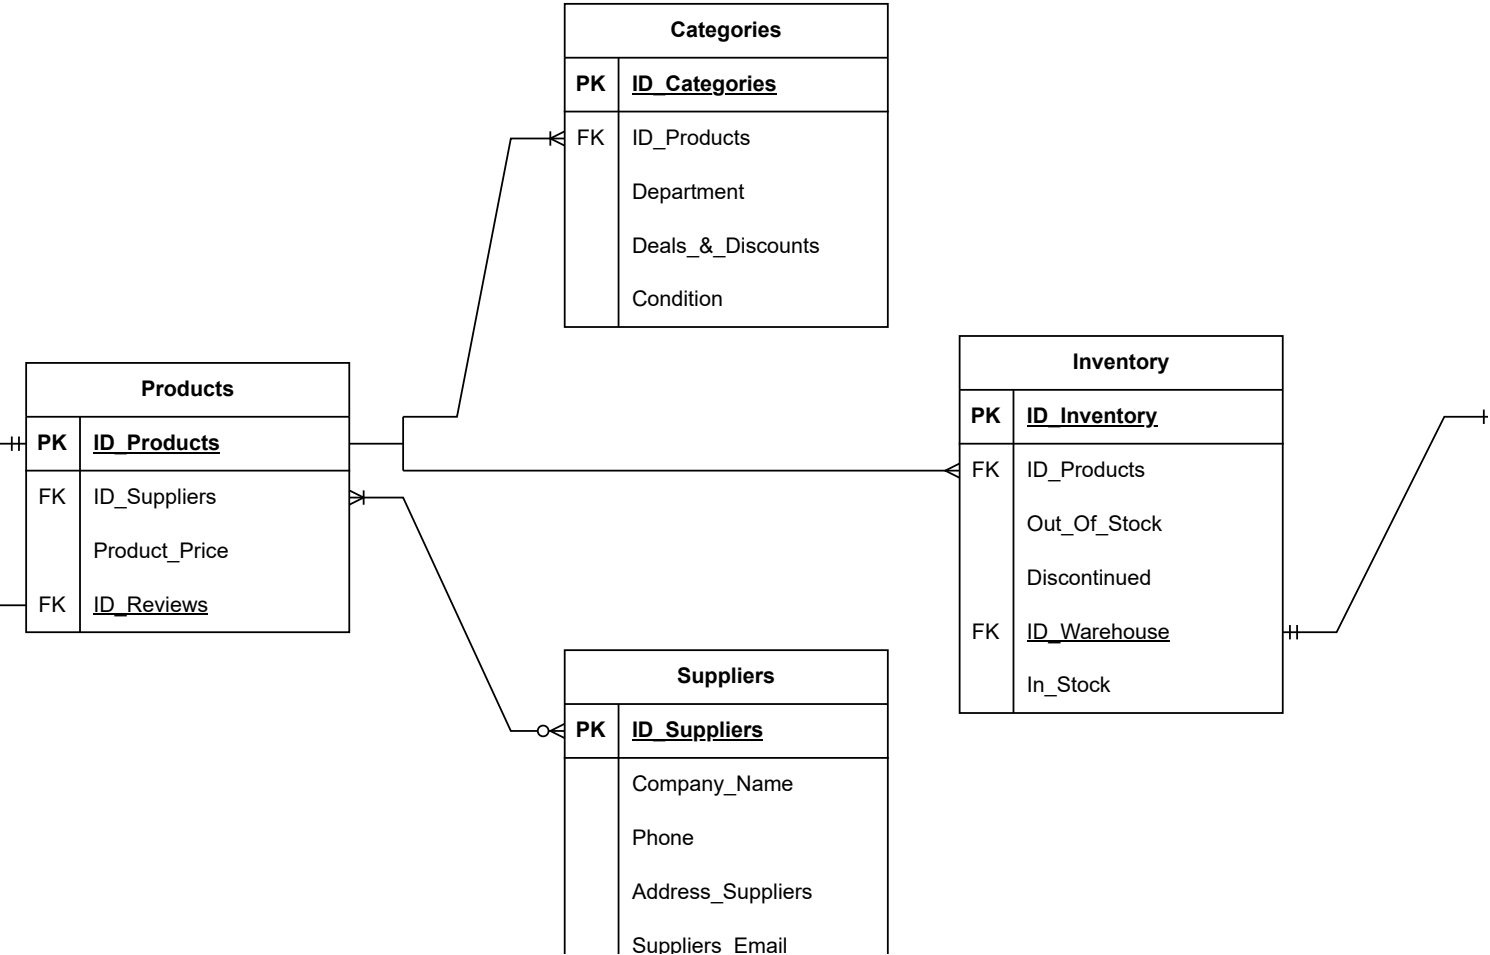 Categories
PK ID_Categories
FK ID_Products
Department
Deals_&_Discounts
Condition
Products
PK ID_Products
FK ID_Suppliers
Product_Price
FK ID_Reviews
Inventory
PK ID_Inventory
FK ID_Products
Out_Of_Stock
Discontinued
FK ID_Warehouse
In_Stock
Suppliers
PK ID_Suppliers
Company_Name
Phone
Address_Suppliers
Suppliers_Email